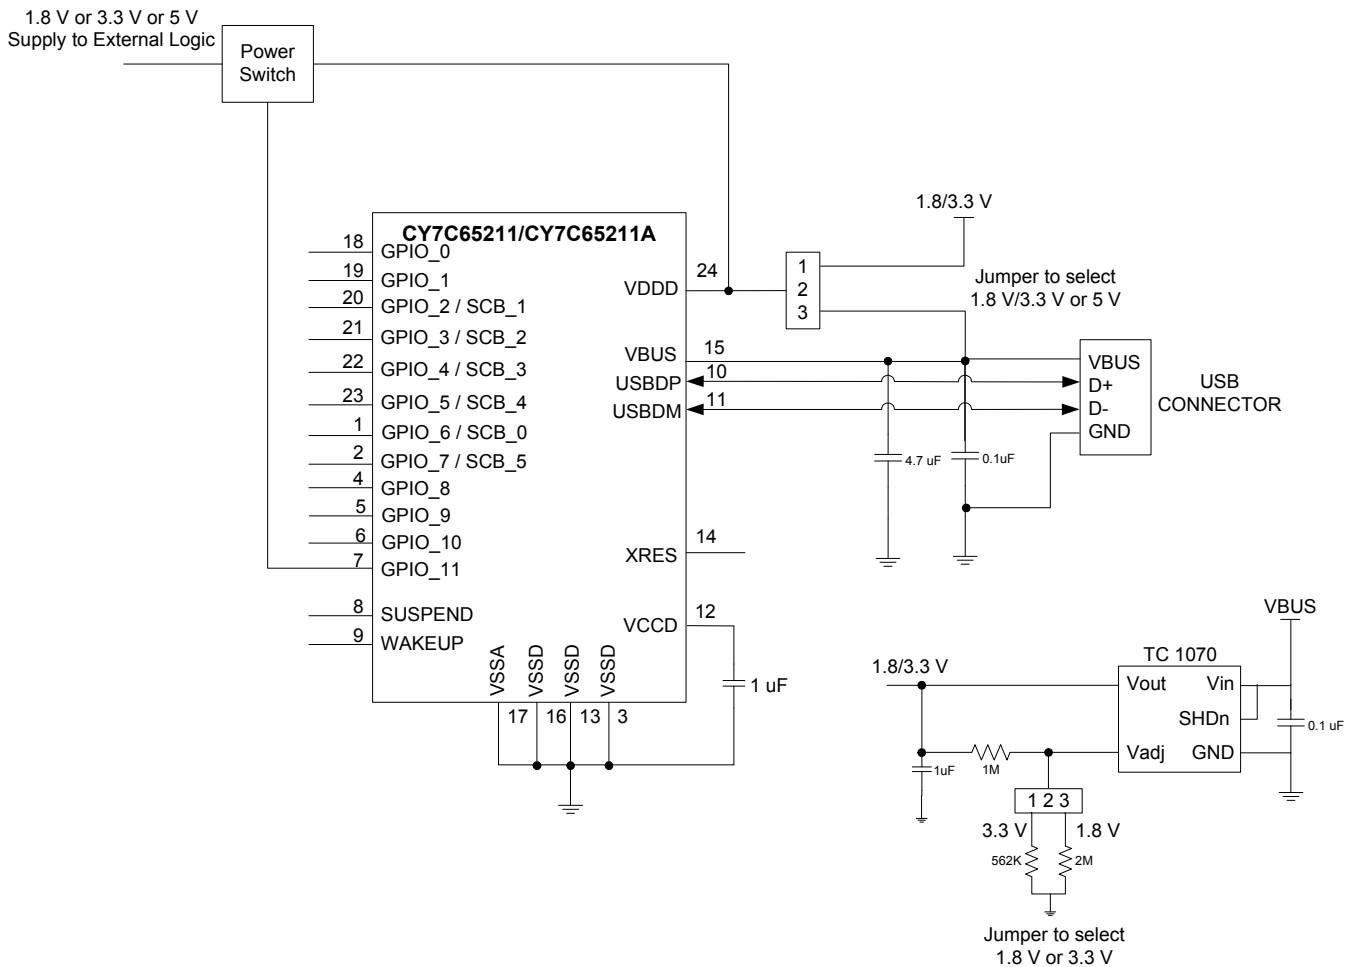 1.8 V or 3.3 V or 5 V
Supply to External Logic
Power
Switch
CY7C65211/CY7C65211A
18
GPIO_0
19
GPIO_1
20
GPIO_2 / SCB_1
21
GPIO_3 / SCB_2
22
GPIO_4 / SCB_3
23
GPIO_5 / SCB_4
1
GPIO_6 / SCB_0
2
GPIO_7 / SCB_5
4
GPIO_8
5
GPIO_9
6
GPIO_10
7
GPIO_11
8
SUSPEND
9
WAKEUP
VDDD
24
VBUS
15
USBDP
10
USBDM
11
XRES
14
VCCD
12
VSSA
VSSD
VSSD
VSSD
17
16
13
3
1 uF
1.8/3.3 V
1
2
3
Jumper to select
1.8 V/3.3 V or 5 V
VBUS
D+
D-
GND
USB
CONNECTOR
4.7 uF
0.1uF
VBUS
TC 1070
1.8/3.3 V
Vout
Vin
SHDn
Vadj
GND
0.1 uF
1uF
1M
1 2 3
3.3 V
1.8 V
562K
2M
Jumper to select
1.8 V or 3.3 V